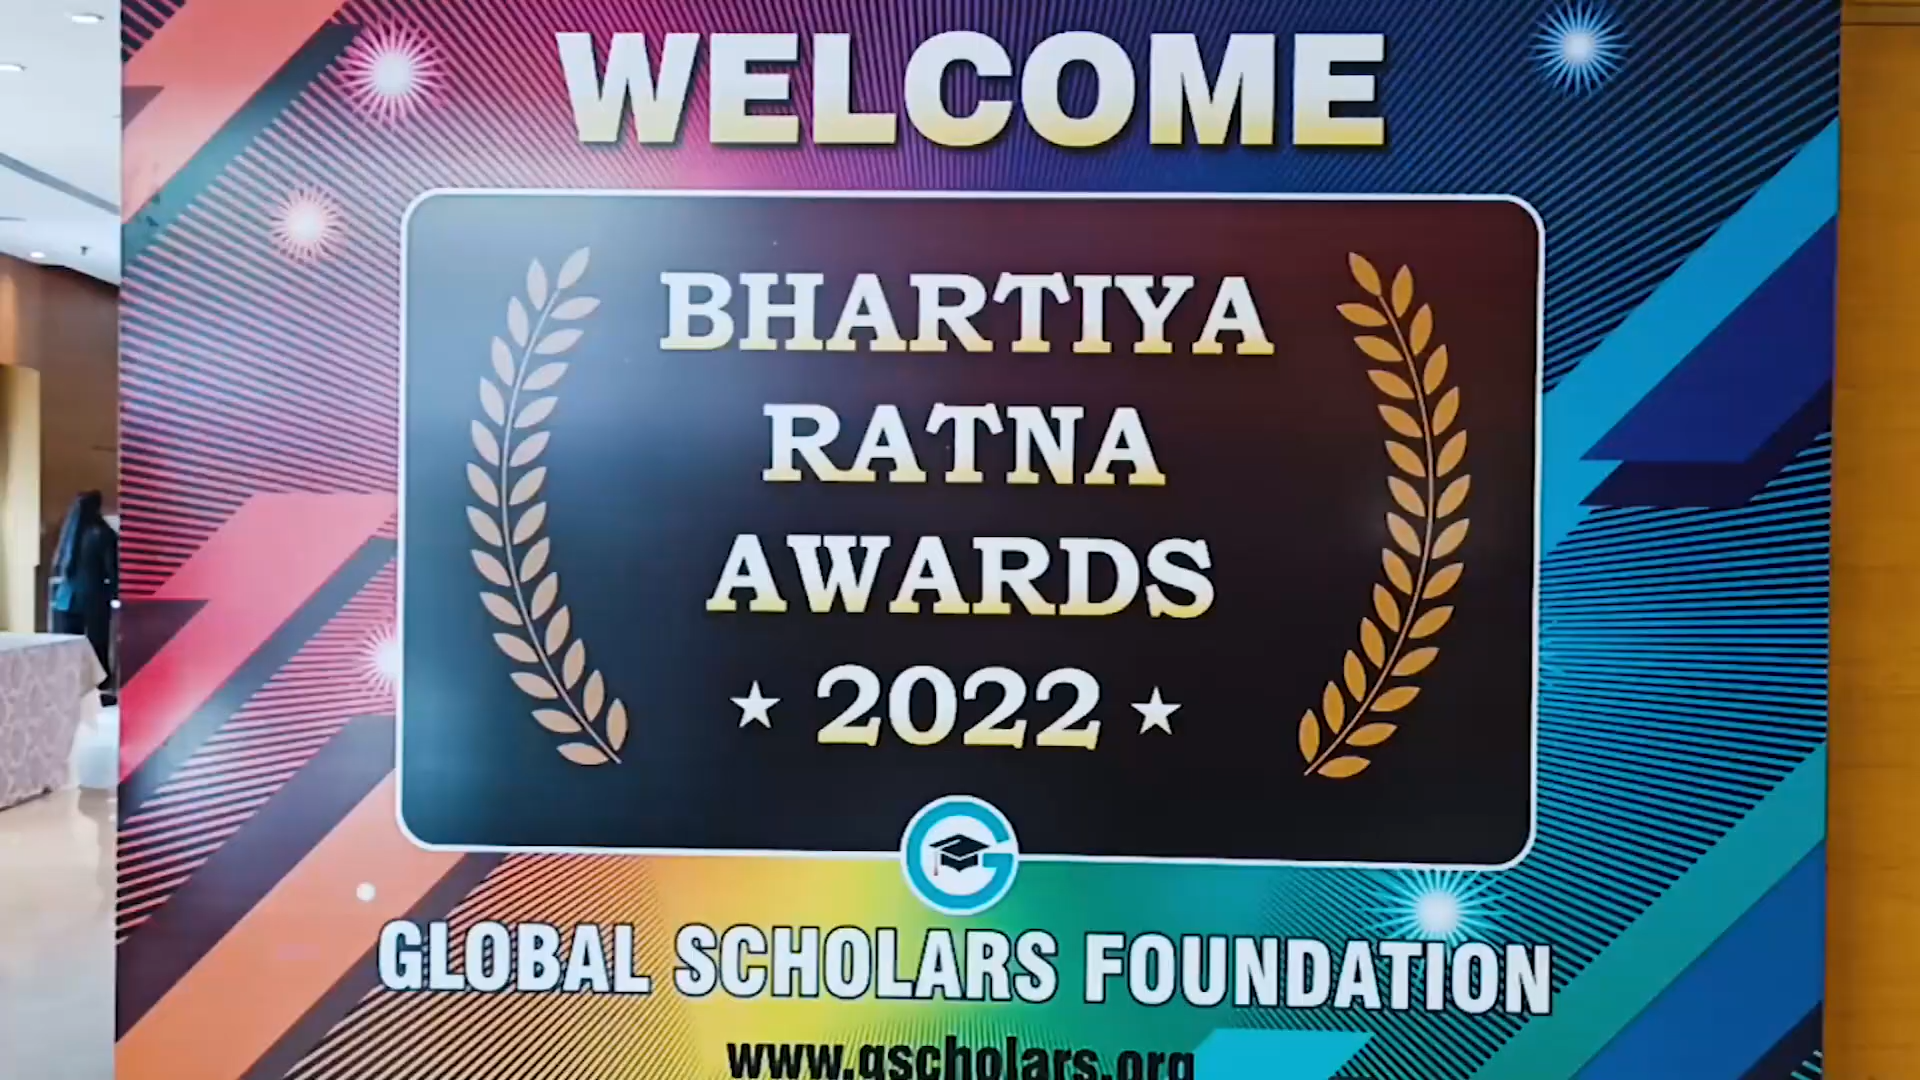 WELCOME
BHARTIYA
RATNA
AWARDS
★ 2022 ★
GLOBAL SCHOLARS FOUNDATION
www.gscholars.org